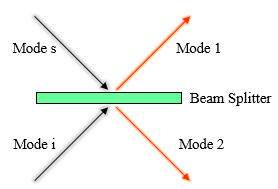 Mode s
Mode 1
Beam Splitter
Mode i
Mode 2